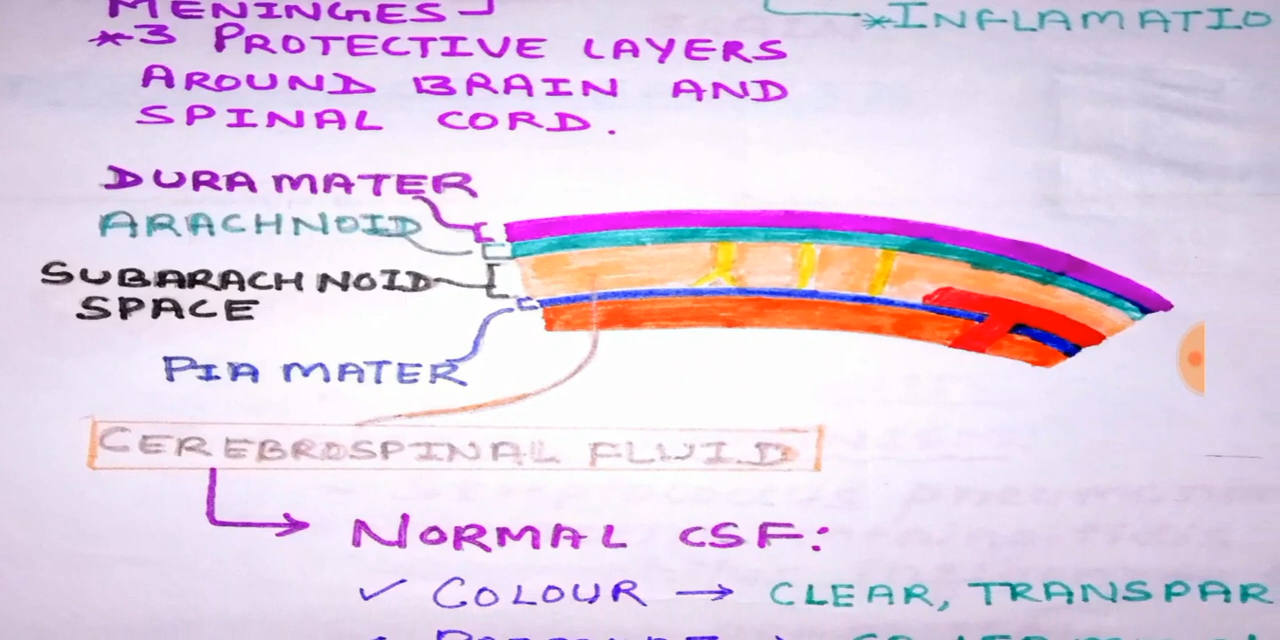 MENINGES
*INFLAMATIO
*3 PROTECTIVE LAYERS
AROUND BRAIN AND
SPINAL CORD.
DURA MATER
ARACHNOID
SUBARACHNOID
SPACE
PIA MATER
CEREBROSPINAL FLUID
NORMAL CSF:
✓ COLOUR → CLEAR, TRANSPAR